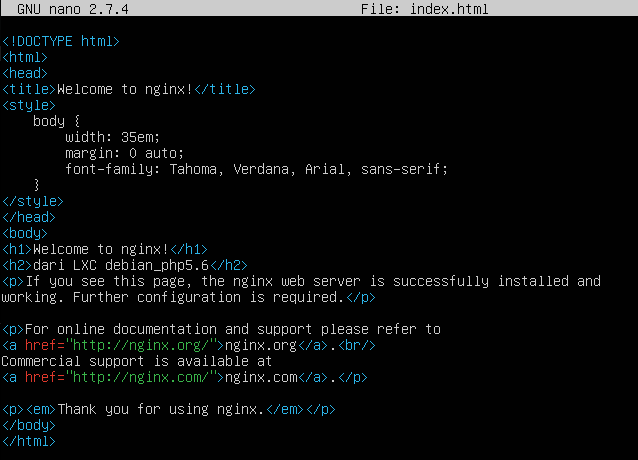 GNU nano 2.7.4 File: index.html
<!DOCTYPE html>
<html>
<head>
<title>Welcome to nginx!</title>
<style>
    body {
        width: 35em;
        margin: 0 auto;
        font-family: Tahoma, Verdana, Arial, sans-serif;
    }
</style>
</head>
<body>
<h1>Welcome to nginx!</h1>
<h2>dari LXC debian_php5.6</h2>
<p>If you see this page, the nginx web server is successfully installed and
working. Further configuration is required.</p>
<p>For online documentation and support please refer to
<a href="http://nginx.org/">nginx.org</a>.<br/>
Commercial support is available at
<a href="http://nginx.com/">nginx.com</a>.</p>
<p><em>Thank you for using nginx.</em></p>
</body>
</html>